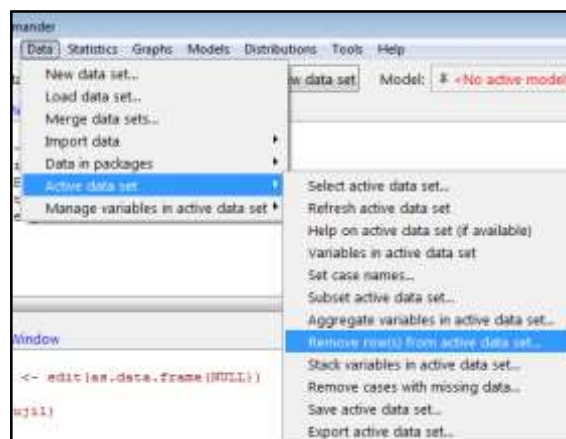 mander
Data Statistics Graphs Models Distributions Tools Help
w data set Model: <No active model
New data set...
Load data set...
Merge data sets...
Import data
Data in packages
Active data set
Manage variables in active data set
Select active data set...
Refresh active data set
Help on active data set (if available)
Variables in active data set
Set case names...
Subset active data set...
Aggregate variables in active data set...
Remove row(s) from active data set...
Stack variables in active data set...
Remove cases with missing data...
Save active data set...
Export active data set...
Window
<- edit(as.data.frame(NULL))
uji1)